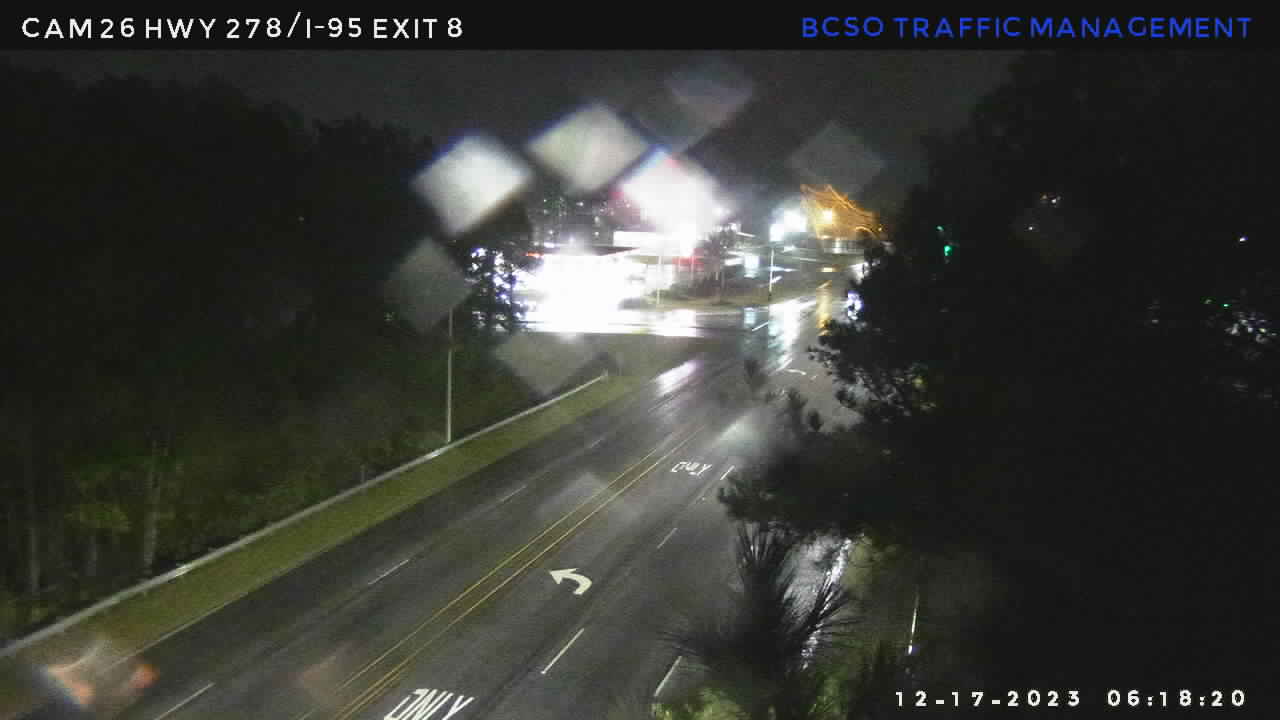 CAM26 HWY 278/I-95 EXIT 8
BCSO TRAFFIC MANAGEMENT
ONLY
ONLY
12-17-2023 06:18:20